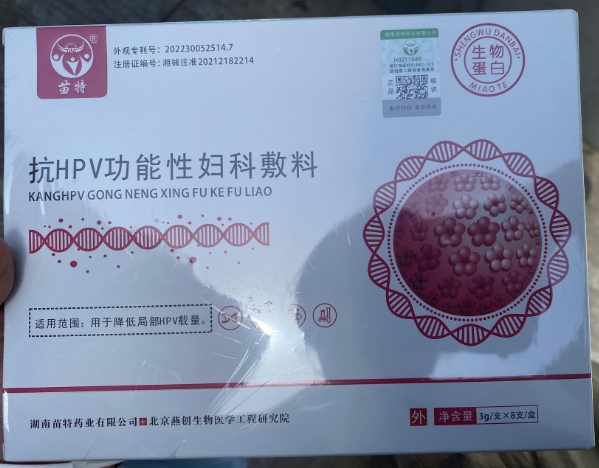 苗特
®
外观专利号：202230052514.7
注册证编号：湘械注准20212182214
正品
标识
SHENGWU DANBAI
生物
蛋白
MIAOTE
抗HPV功能性妇科敷料
KANGHPV GONG NENG XING FU KE FU LIAO
适用范围：用于降低局部HPV载量。
湖南苗特药业有限公司 北京燕创生物医学工程研究院
外 净含量 3g/支×8支/盒